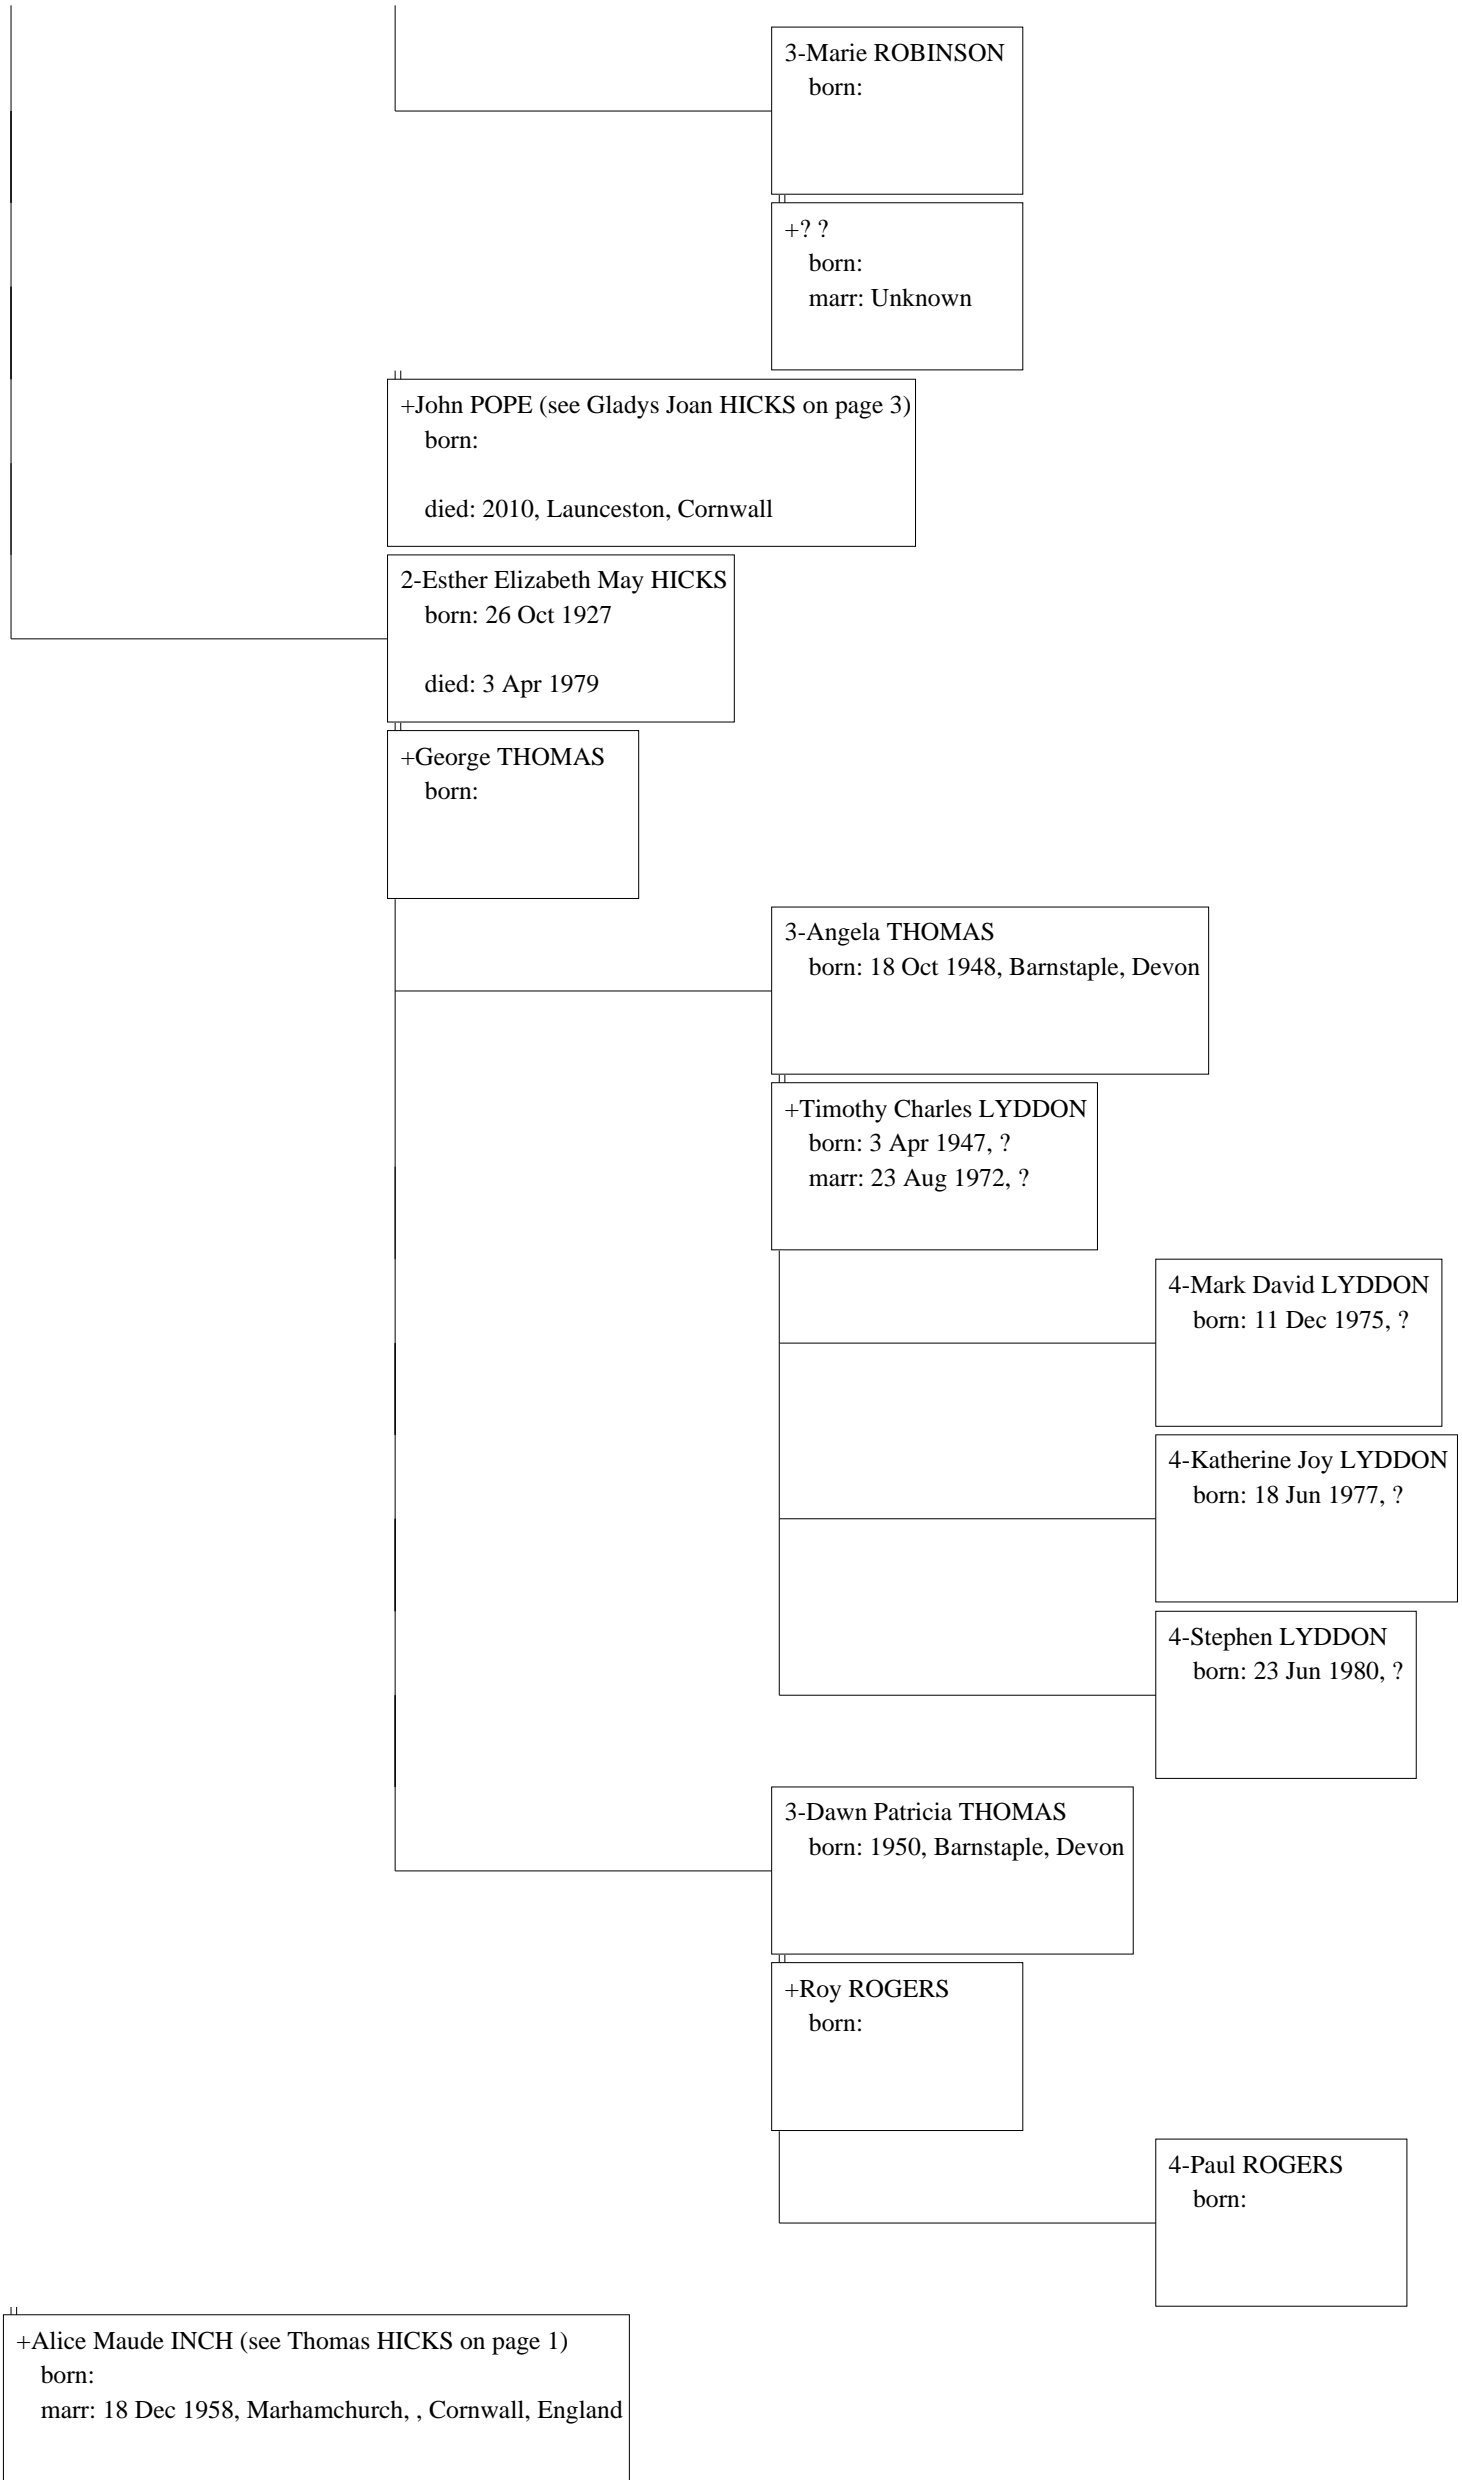 3-Marie ROBINSON
born:
+? ?
born:
marr: Unknown
+John POPE (see Gladys Joan HICKS on page 3)
born:
died: 2010, Launceston, Cornwall
2-Esther Elizabeth May HICKS
born: 26 Oct 1927
died: 3 Apr 1979
+George THOMAS
born:
3-Angela THOMAS
born: 18 Oct 1948, Barnstaple, Devon
+Timothy Charles LYDDON
born: 3 Apr 1947, ?
marr: 23 Aug 1972, ?
4-Mark David LYDDON
born: 11 Dec 1975, ?
4-Katherine Joy LYDDON
born: 18 Jun 1977, ?
4-Stephen LYDDON
born: 23 Jun 1980, ?
3-Dawn Patricia THOMAS
born: 1950, Barnstaple, Devon
+Roy ROGERS
born:
4-Paul ROGERS
born:
+Alice Maude INCH (see Thomas HICKS on page 1)
born:
marr: 18 Dec 1958, Marhamchurch, , Cornwall, England